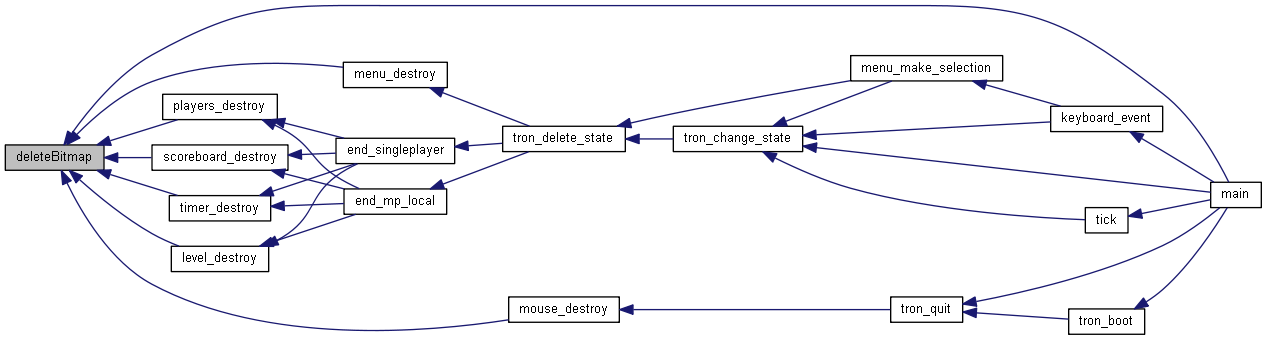 deleteBitmap
menu_destroy
players_destroy
scoreboard_destroy
timer_destroy
level_destroy
end_singleplayer
end_mp_local
mouse_destroy
tron_delete_state
tron_change_state
menu_make_selection
keyboard_event
tick
tron_quit
tron_boot
main